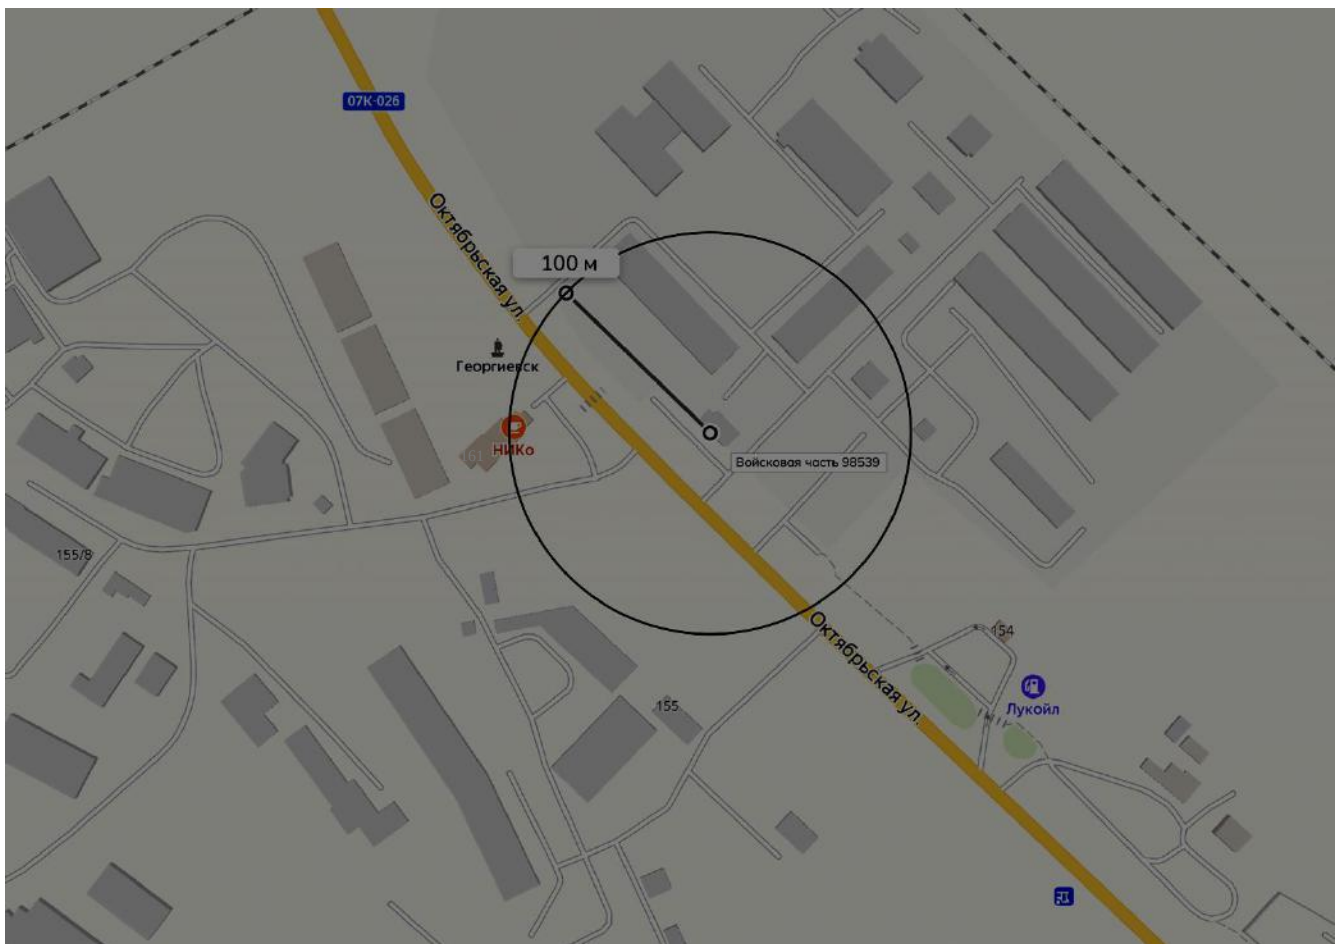 07К-026
Октябрьская ул.
100 м
Георгиевск
161
НИКо
Войсковая часть 98539
155/8
154
Октябрьская ул.
Лукойл
155